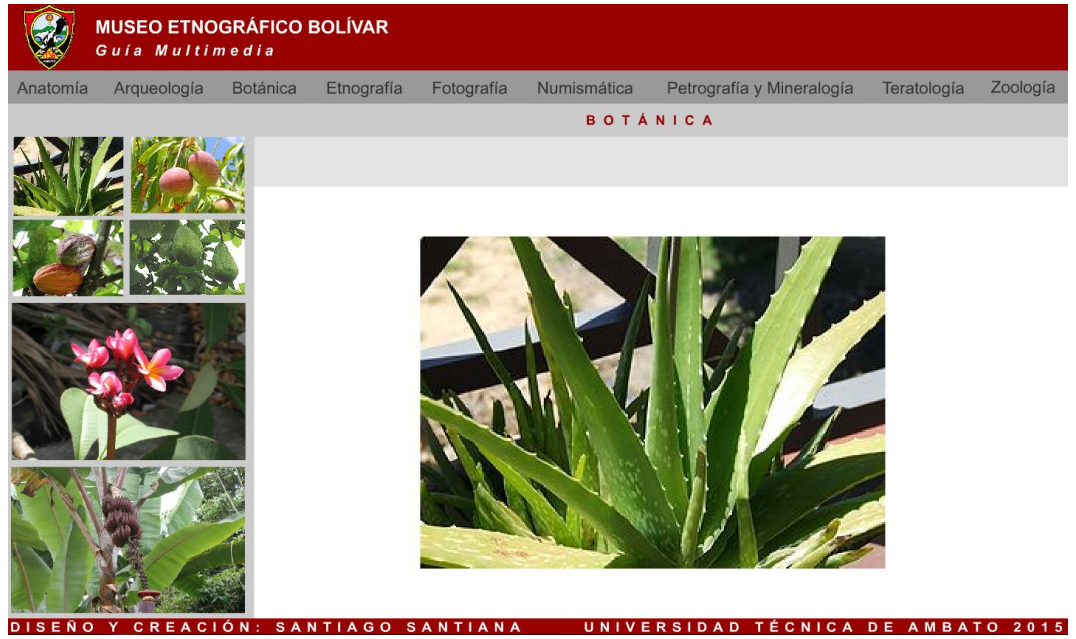 MUSEO ETNOGRÁFICO BOLÍVAR
Guía Multimedia
Anatomía Arqueología Botánica Etnografía Fotografía Numismática Petrografía y Mineralogía Teratología Zoología
BOTÁNICA
DISEÑO Y CREACIÓN: SANTIAGO SANTIANA UNIVERSIDAD TÉCNICA DE AMBATO 2015